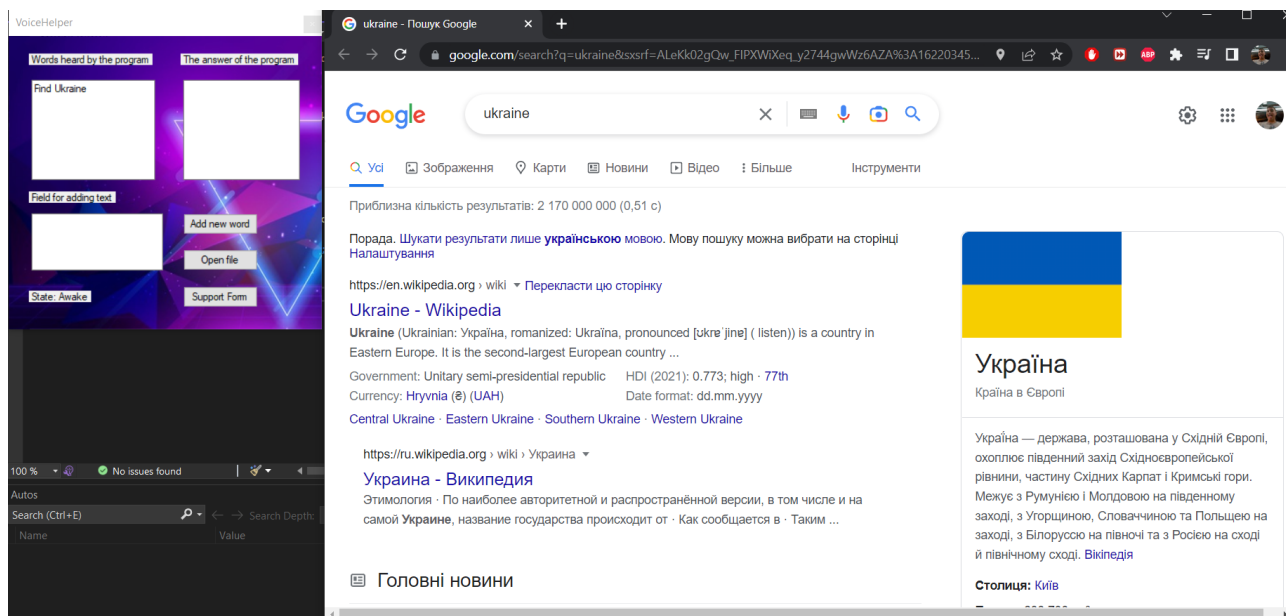 VoiceHelper
Words heard by the program
The answer of the program
Find Ukraine
Field for adding text
Add new word
Open file
State: Awake
Support Form
100 %
No issues found
Autos
Search (Ctrl+E)
Search Depth:
Name
Value
ukraine - Пошук Google
google.com/search?q=ukraine&sxsrf=ALeKk02gQw_FIPXWiXeq_y2744gwWz6AZA%3A16220345...
ABP
Google
ukraine
Усі
Зображення
Карти
Новини
Відео
Більше
Інструменти
Приблизна кількість результатів: 2 170 000 000 (0,51 с)
Порада. Шукати результати лише українською мовою. Мову пошуку можна вибрати на сторінці
Налаштування
https://en.wikipedia.org › wiki
Перекласти цю сторінку
Ukraine - Wikipedia
Ukraine (Ukrainian: Україна, romanized: Ukraïna, pronounced [ʊkrɐˈjinɐ] ( listen)) is a country in
Eastern Europe. It is the second-largest European country ...
Government: Unitary semi-presidential republic
HDI (2021): 0.773; high · 77th
Currency: Hryvnia (₴) (UAH)
Date format: dd.mm.yyyy
Central Ukraine · Eastern Ukraine · Southern Ukraine · Western Ukraine
https://ru.wikipedia.org › wiki › Украина
Украина - Википедия
Этимология · По наиболее авторитетной и распространённой версии, в том числе и на
самой Украине, название государства происходит от · Как сообщается в · Таким ...
Головні новини
Україна
Країна в Європі
Украї́на — держава, розташована у Східній Європі,
охоплює південний захід Східноєвропейської
рівнини, частину Східних Карпат і Кримські гори.
Межує з Румунією і Молдовою на південному
заході, з Угорщиною, Словаччиною та Польщею на
заході, з Білоруссю на півночі та з Росією на сході
й північному сході. Вікіпедія
Столиця: Київ